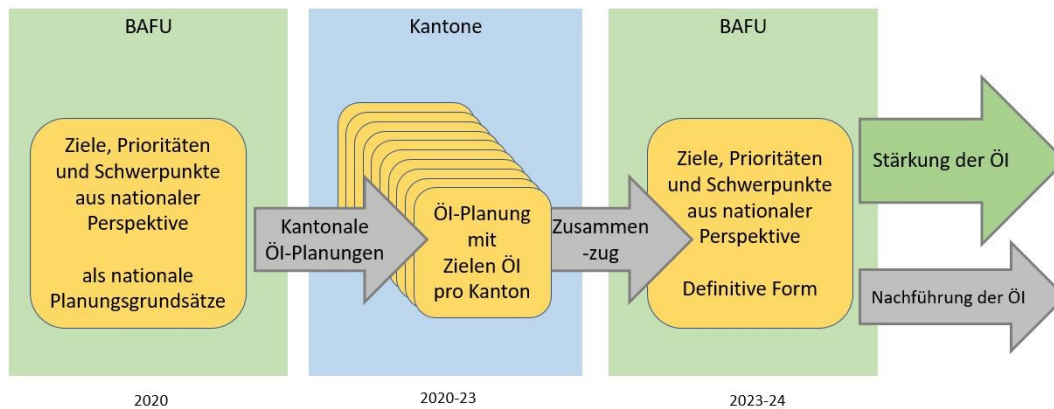 BAFU
Kantone
BAFU
Ziele, Prioritäten
und Schwerpunkte
aus nationaler
Perspektive
als nationale
Planungsgrundsätze
Kantonale
ÖI-Planungen
ÖI-Planung
mit
Zielen ÖI
pro Kanton
Zusammen
-zug
Ziele, Prioritäten
und Schwerpunkte
aus nationaler
Perspektive
Definitive Form
Stärkung der ÖI
Nachführung der ÖI
2020
2020-23
2023-24